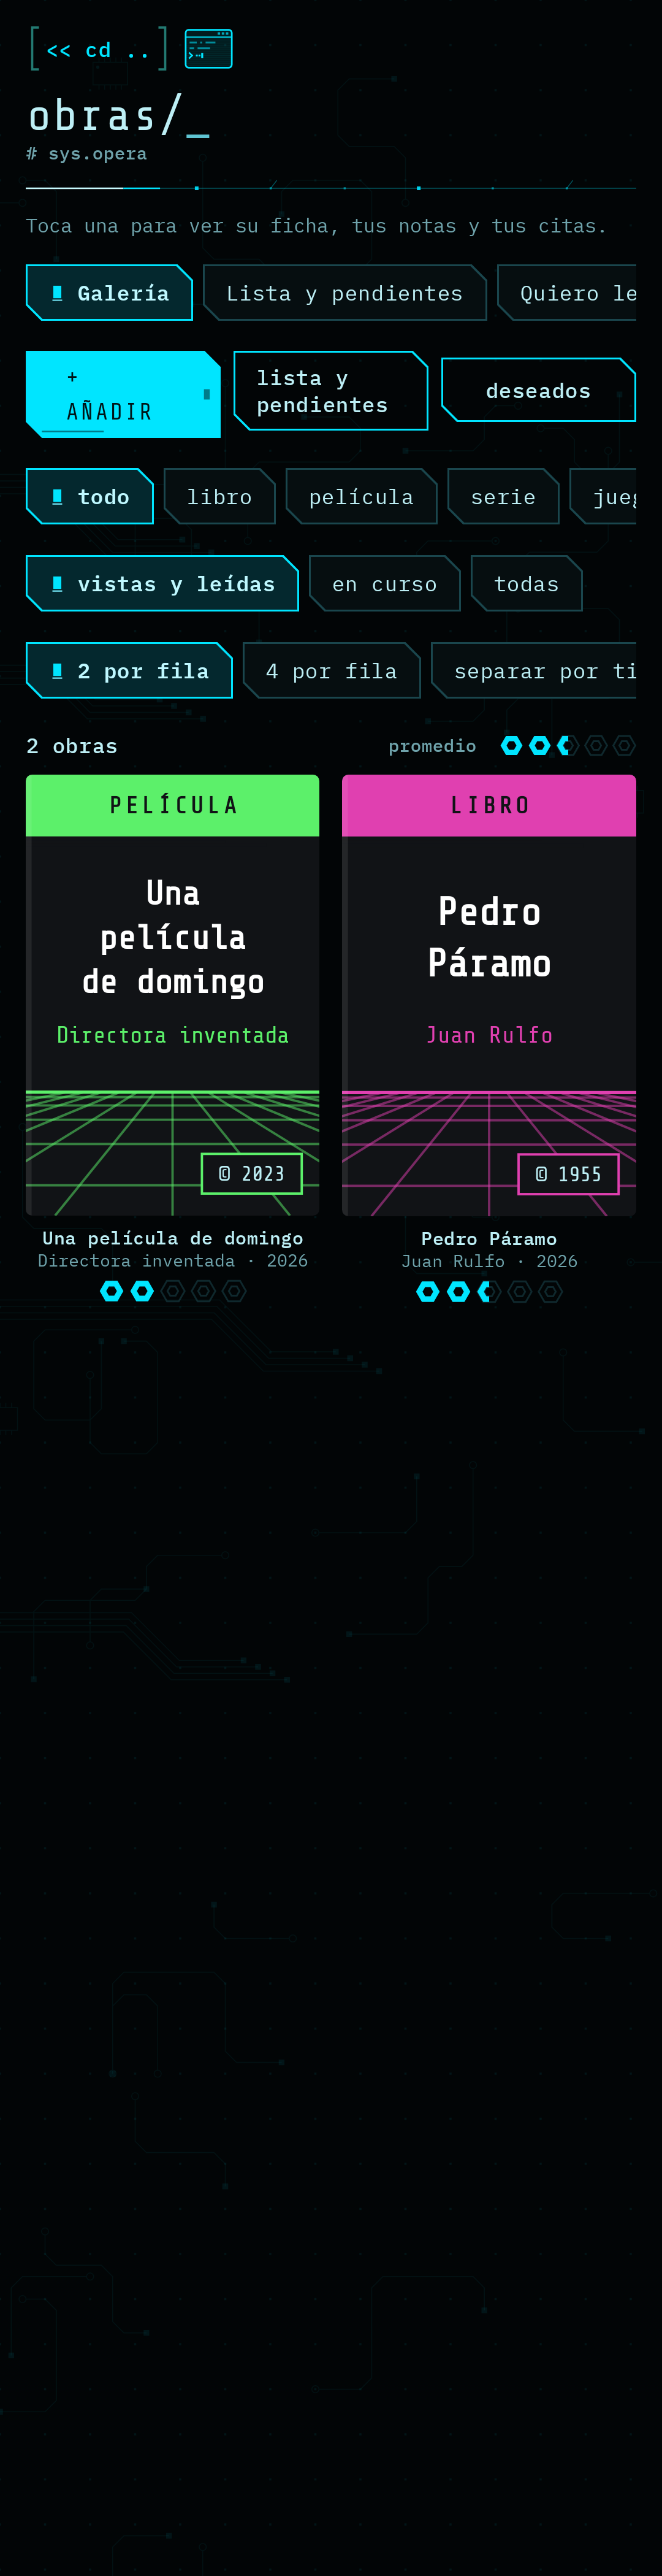 [<< cd ..]
obras/_
# sys.opera
Toca una para ver su ficha, tus notas y tus citas.
Galería Lista y pendientes Quiero le
+ AÑADIR
lista y
pendientes
deseados
todo libro película serie jueg
vistas y leídas en curso todas
2 por fila 4 por fila separar por ti
2 obras promedio
PELÍCULA
Una
película
de domingo
Directora inventada
© 2023
Una película de domingo
Directora inventada · 2026
LIBRO
Pedro
Páramo
Juan Rulfo
© 1955
Pedro Páramo
Juan Rulfo · 2026